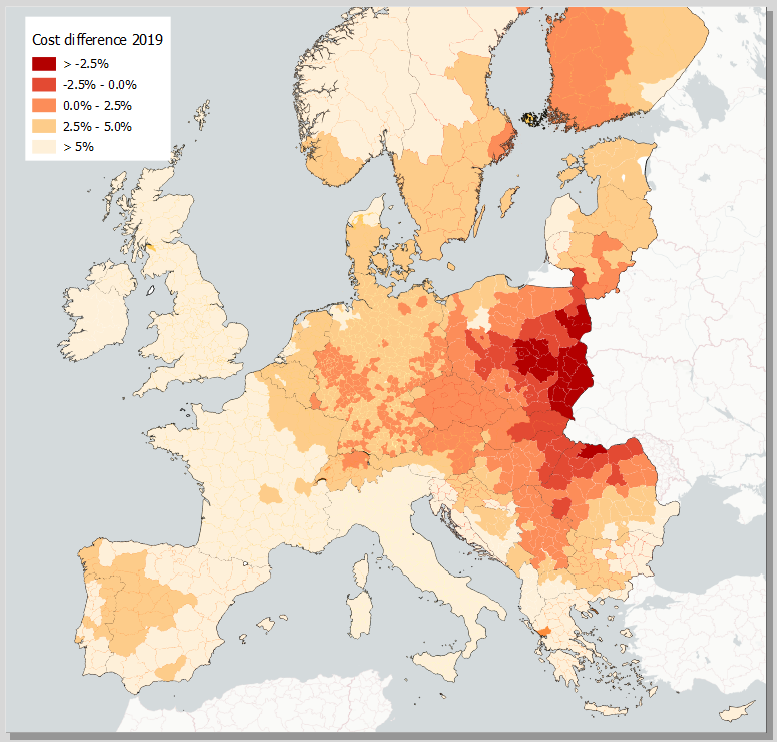 Cost difference 2019
> -2.5%
-2.5% - 0.0%
0.0% - 2.5%
2.5% - 5.0%
> 5%